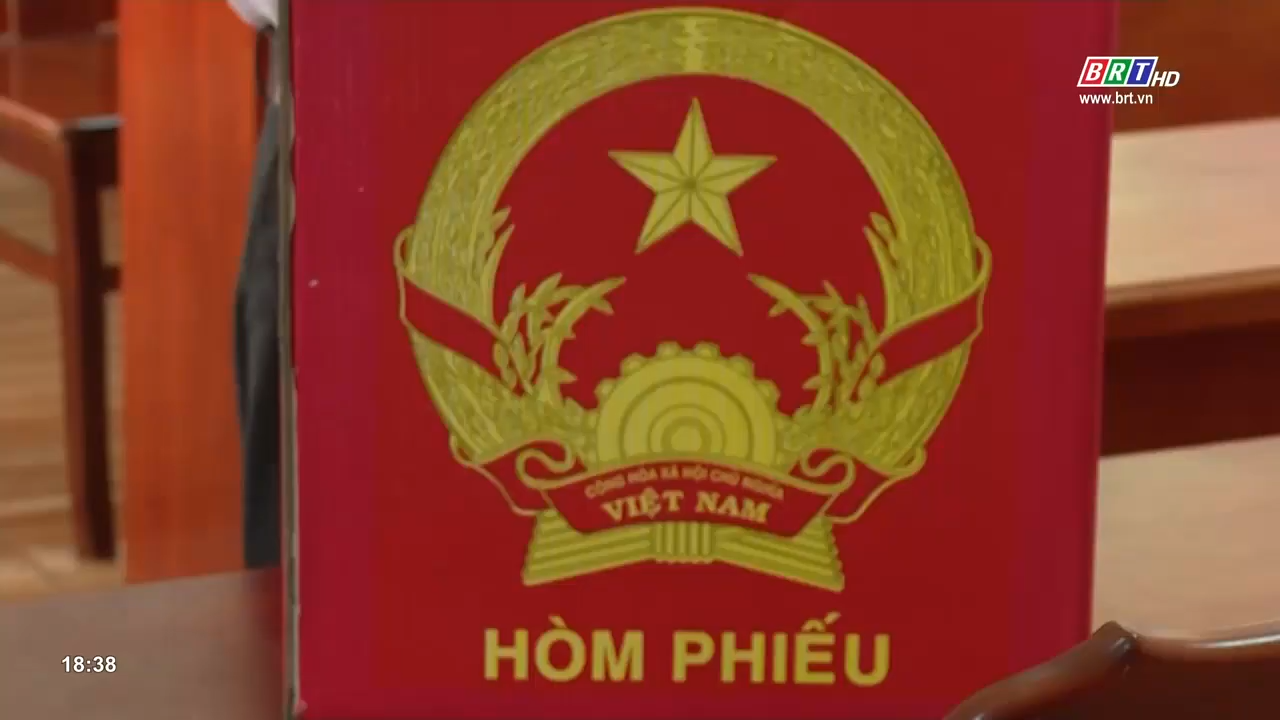 BRT HD
www.brt.vn
CỘNG HÒA XÃ HỘI CHỦ NGHĨA
VIỆT NAM
HÒM PHIẾU
18:38